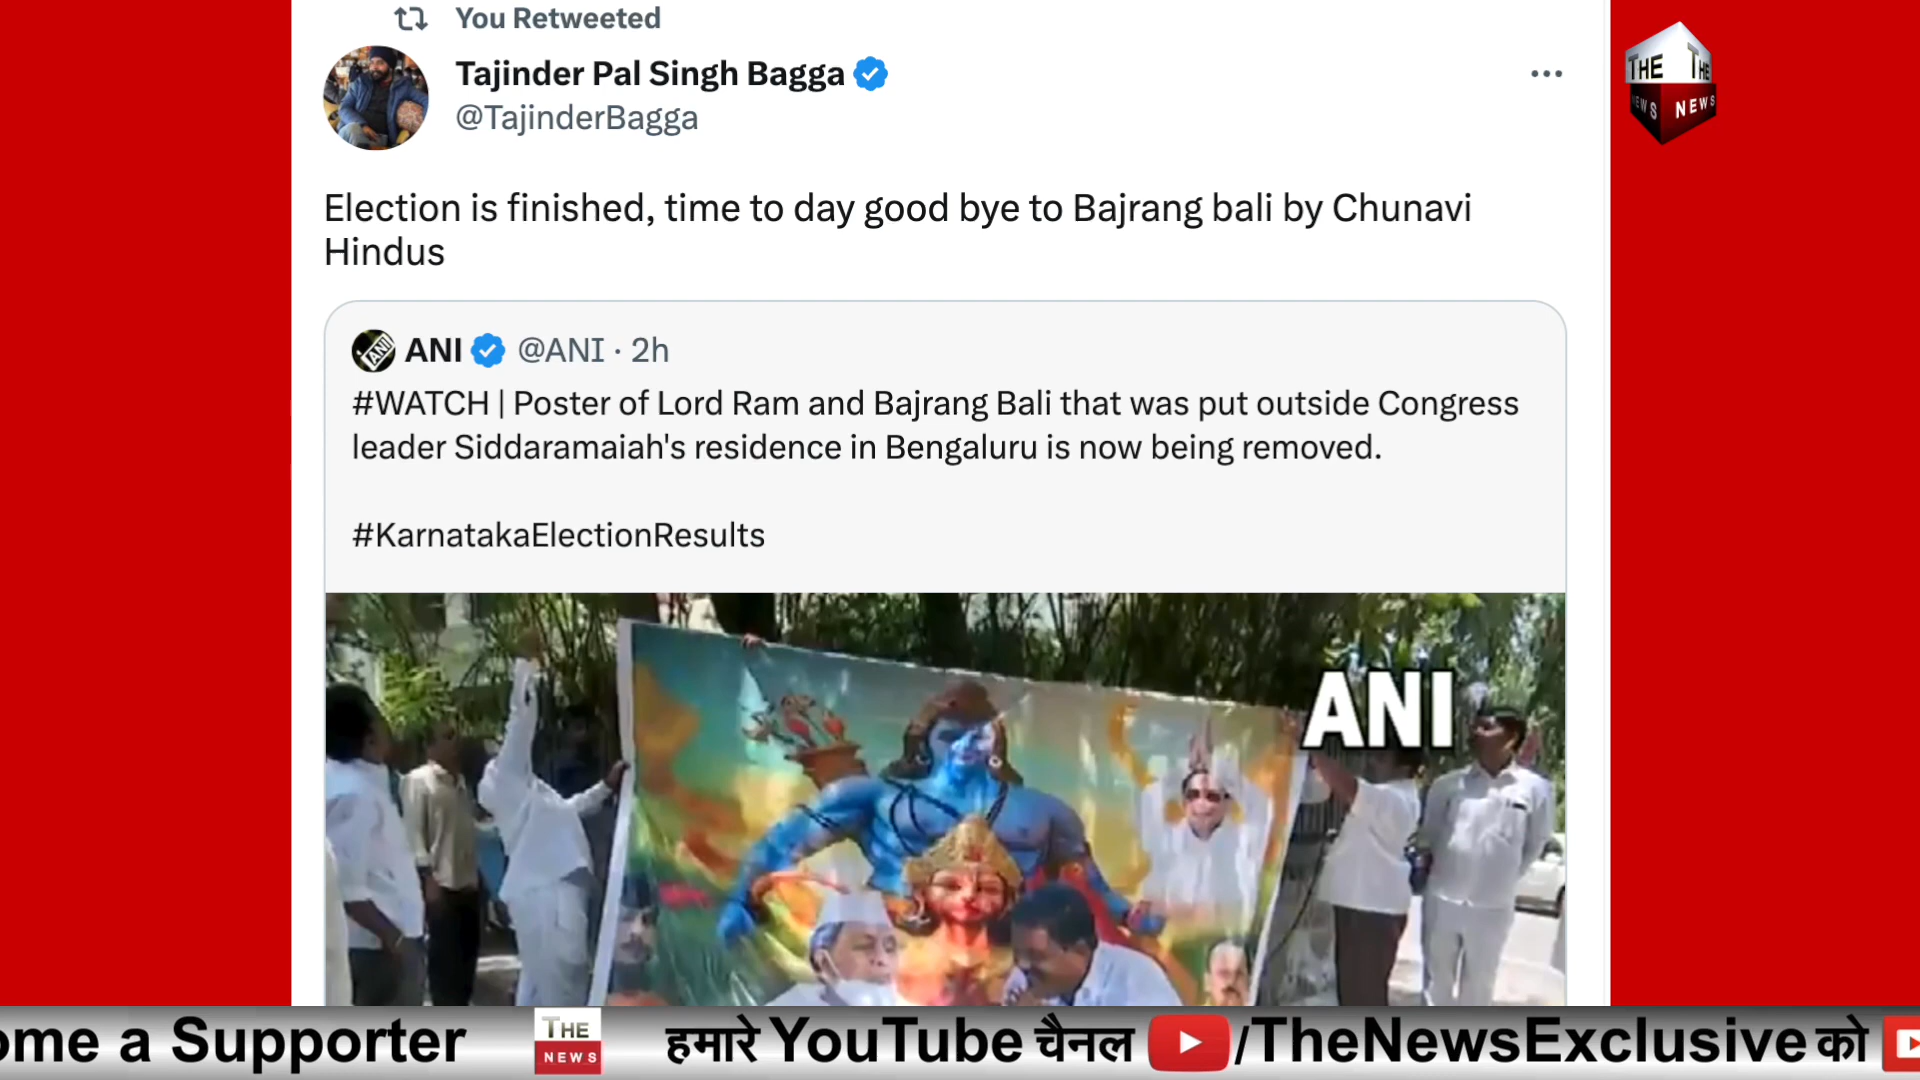 You Retweeted
Tajinder Pal Singh Bagga
@TajinderBagga
THE THE
NEWS NEWS
Election is finished, time to day good bye to Bajrang bali by Chunavi
Hindus
ANI @ANI · 2h
#WATCH | Poster of Lord Ram and Bajrang Bali that was put outside Congress
leader Siddaramaiah's residence in Bengaluru is now being removed.
#KarnatakaElectionResults
ANI
ome a Supporter THE NEWS हमारे YouTube चैनल /TheNewsExclusive को